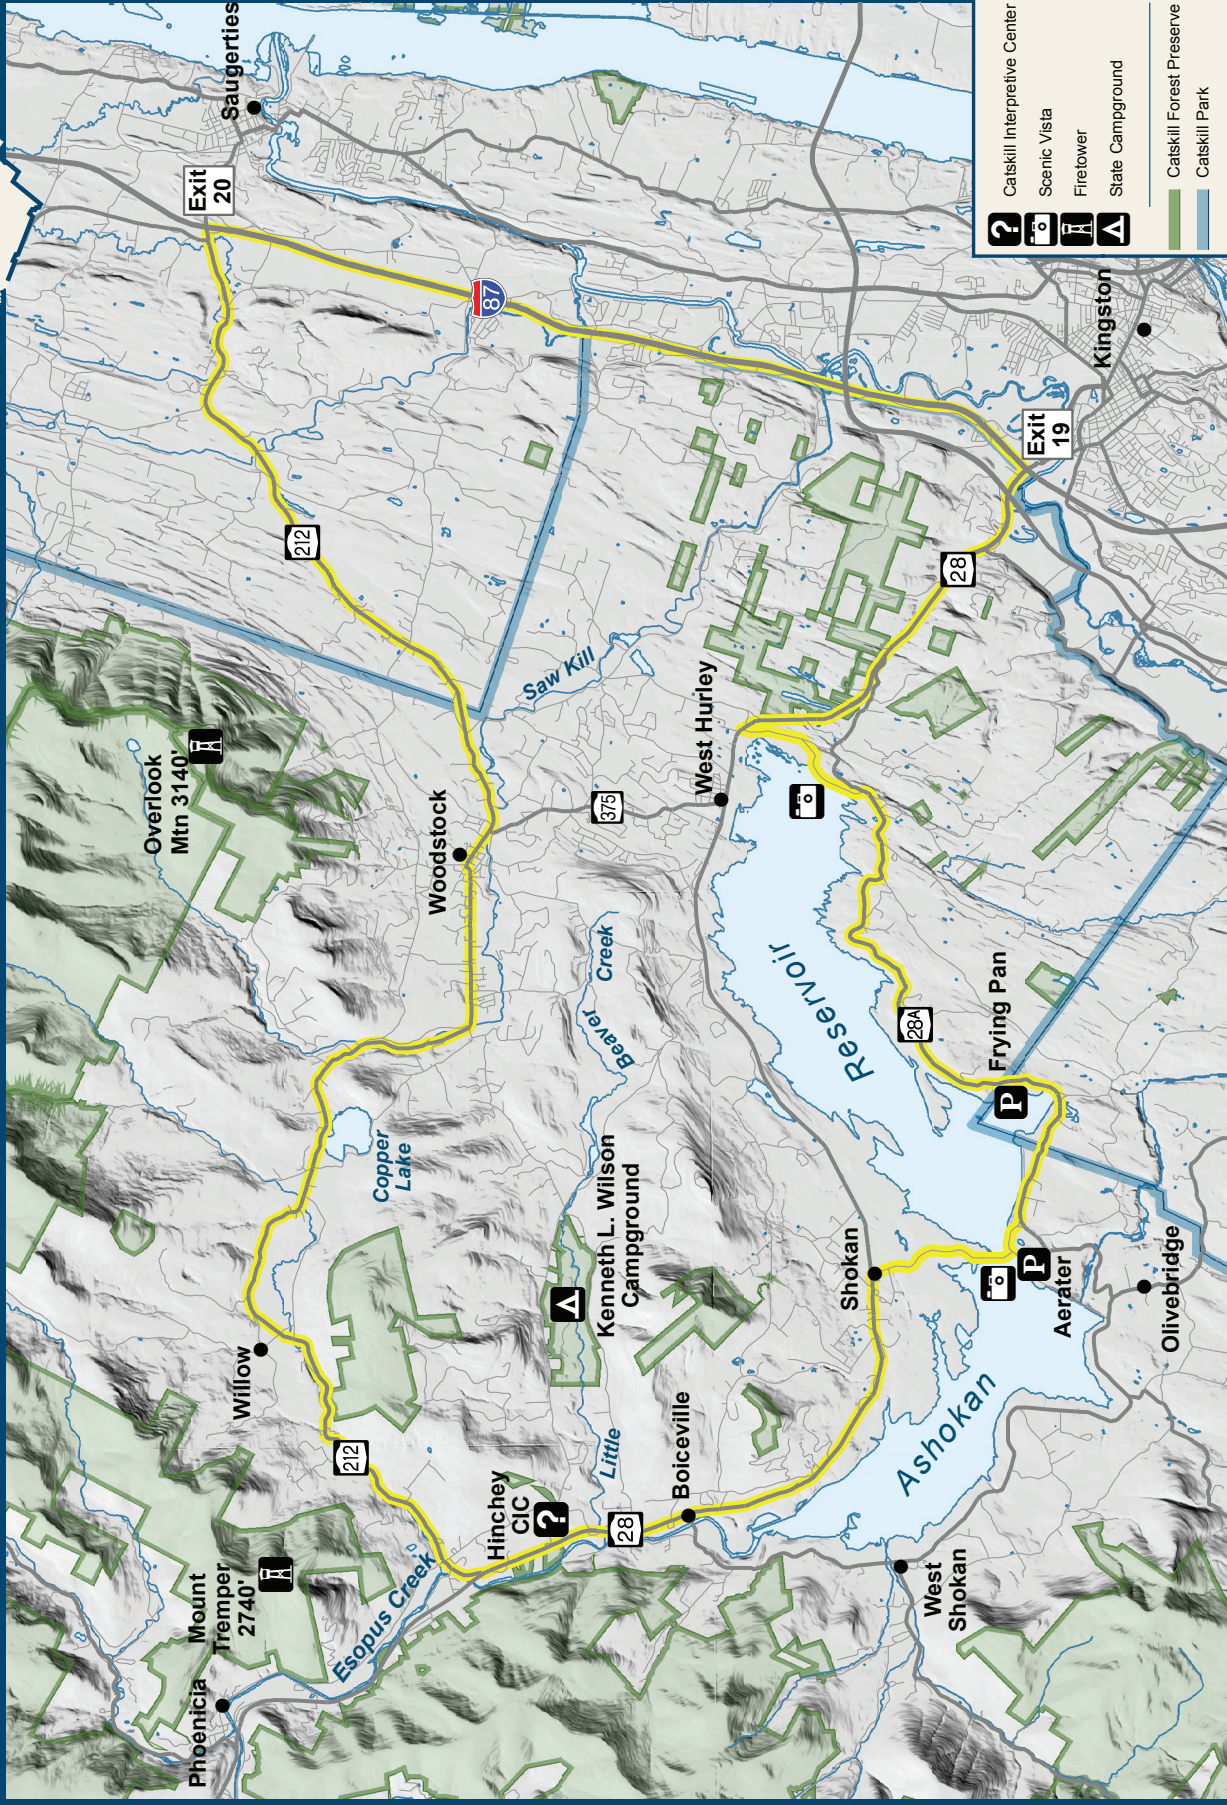 Saugerties
Exit
20
87
212
Overlook
Mtn 3140'
Woodstock
Saw Kill
375
West Hurley
28
Exit
19
Kingston
?
Catskill Interpretive Center
Scenic Vista
Firetower
State Campground
Catskill Forest Preserve
Catskill Park
Copper
Lake
Beaver
Creek
Reservoir
28A
Frying Pan
P
Kenneth L. Wilson
Campground
Shokan
P
Aerater
Olivebridge
Willow
212
Hinchey
CIC
?
Little
28
Boiceville
Ashokan
Mount
Tremper
2740'
Esopus Creek
Phoenicia
West
Shokan